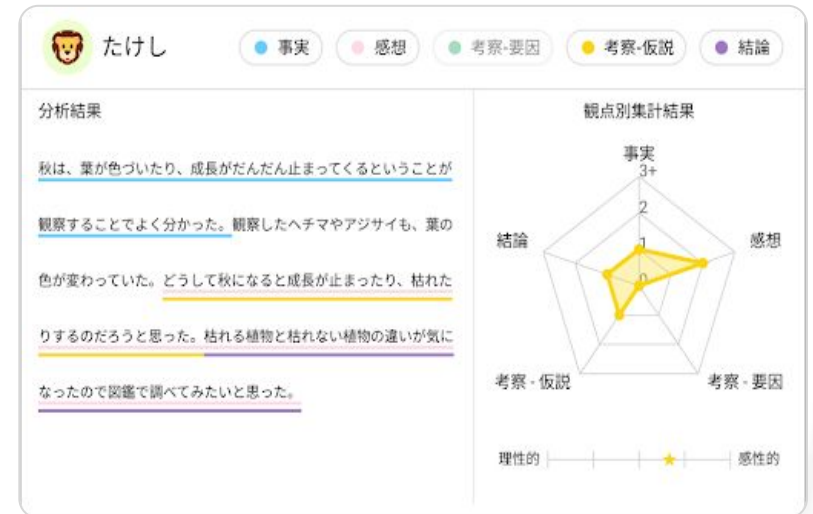 たけし
事実
感想
考察-要因
考察-仮説
結論
分析結果
秋は、葉が色づいたり、成長がだんだん止まってくるということが
観察することでよく分かった。観察したヘチマやアジサイも、葉の
色が変わっていた。どうして秋になると成長が止まったり、枯れた
りするのだろうと思った。枯れる植物と枯れない植物の違いが気に
なったので図鑑で調べてみたいと思った。
観点別集計結果
事実
3+
2
1
0
結論
感想
考察 - 仮説
考察 - 要因
理性的
感性的